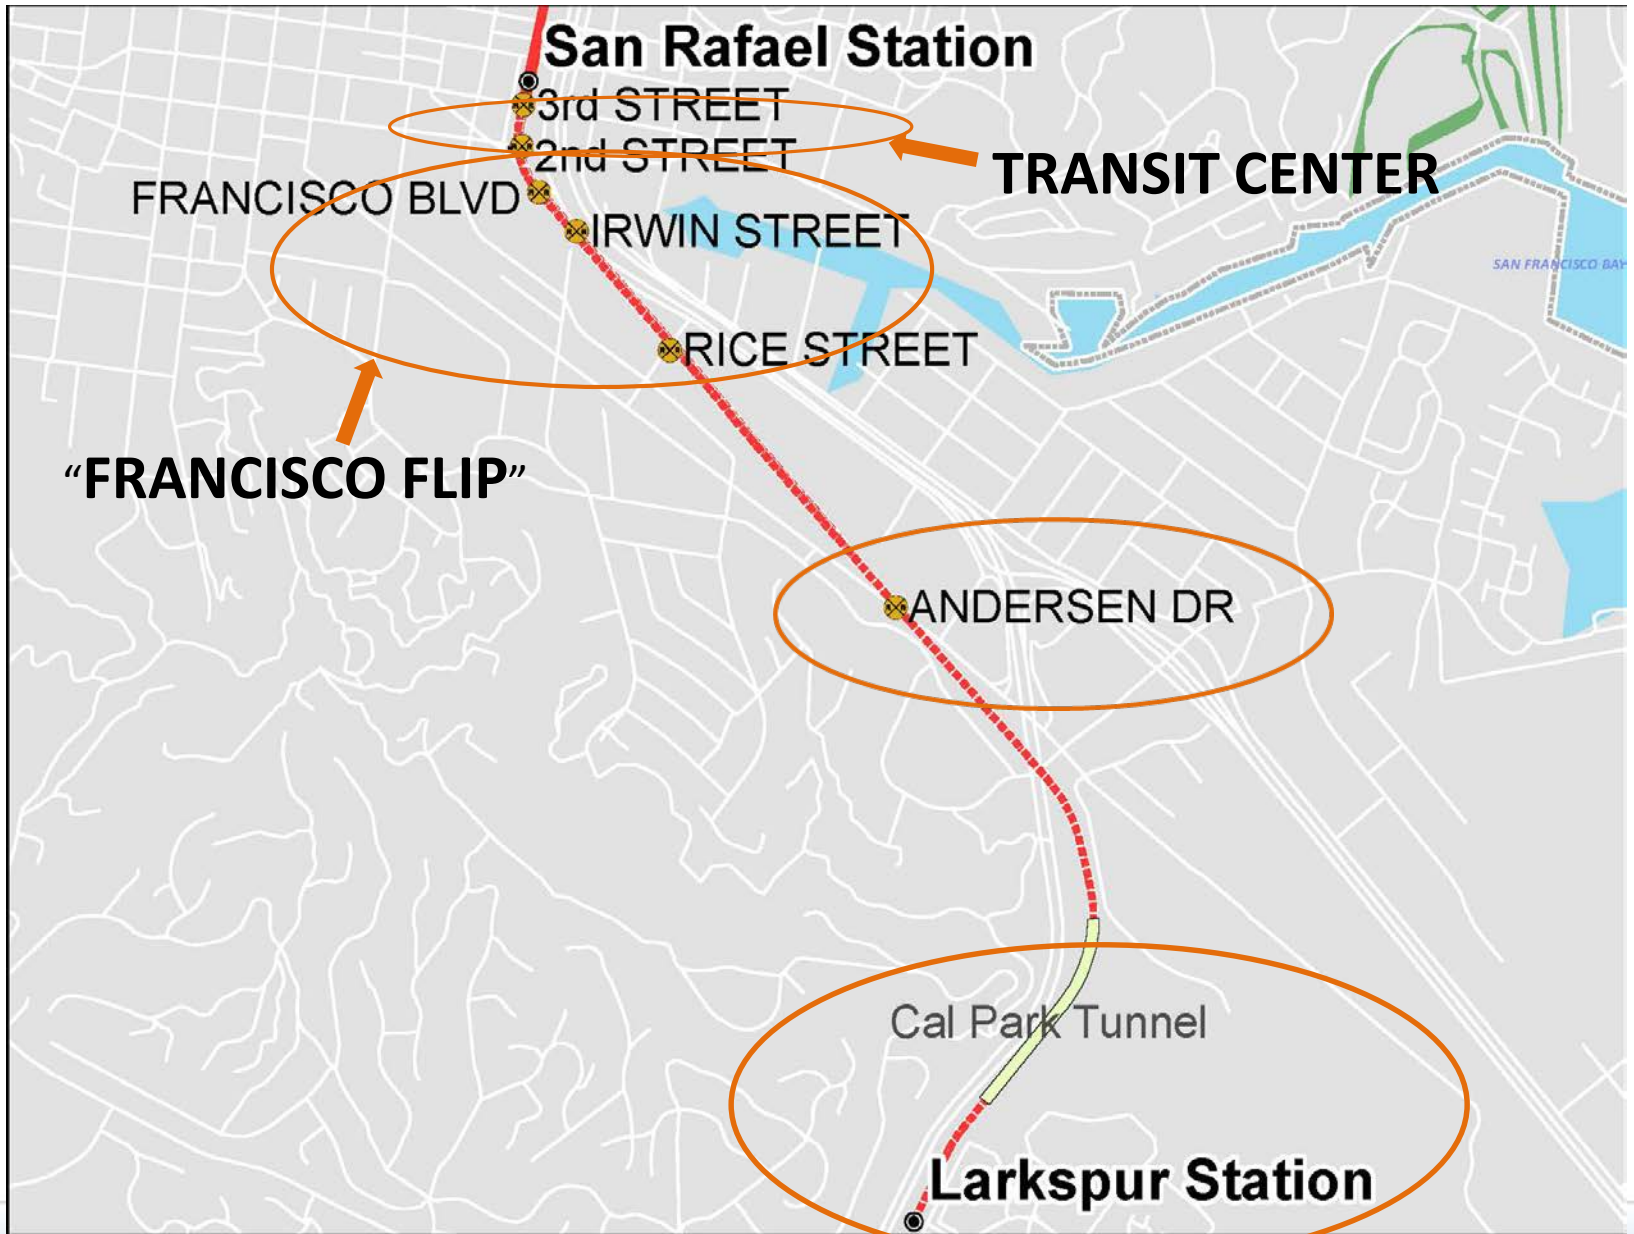 San Rafael Station
3rd STREET
2nd STREET
TRANSIT CENTER
FRANCISCO BLVD
IRWIN STREET
SAN FRANCISCO BAY
RICE STREET
“FRANCISCO FLIP”
ANDERSEN DR
Cal Park Tunnel
Larkspur Station